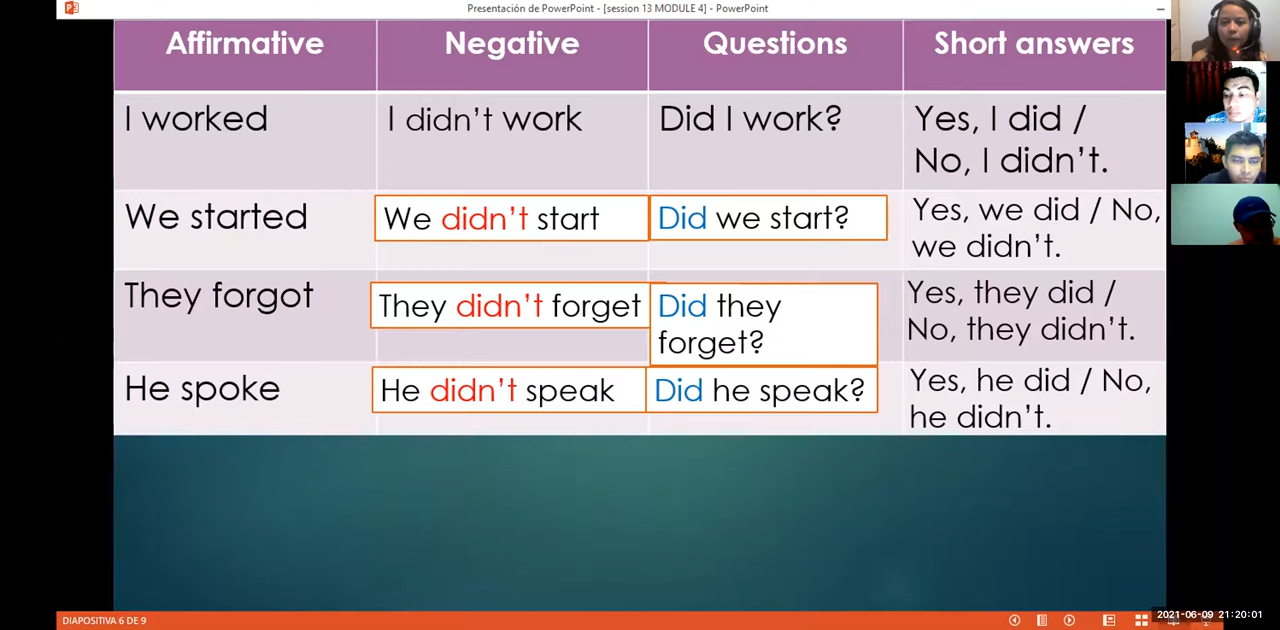 Presentación de PowerPoint - [session 13 MODULE 4] - PowerPoint
Affirmative Negative Questions Short answers
I worked I didn't work Did I work? Yes, I did /
No, I didn't.
We started We didn't start Did we start? Yes, we did / No,
we didn't.
They forgot They didn't forget Did they Yes, they did /
forget? No, they didn't.
He spoke He didn't speak Did he speak? Yes, he did / No,
he didn't.
DIAPOSITIVA 6 DE 9
2021-06-09 21:20:01